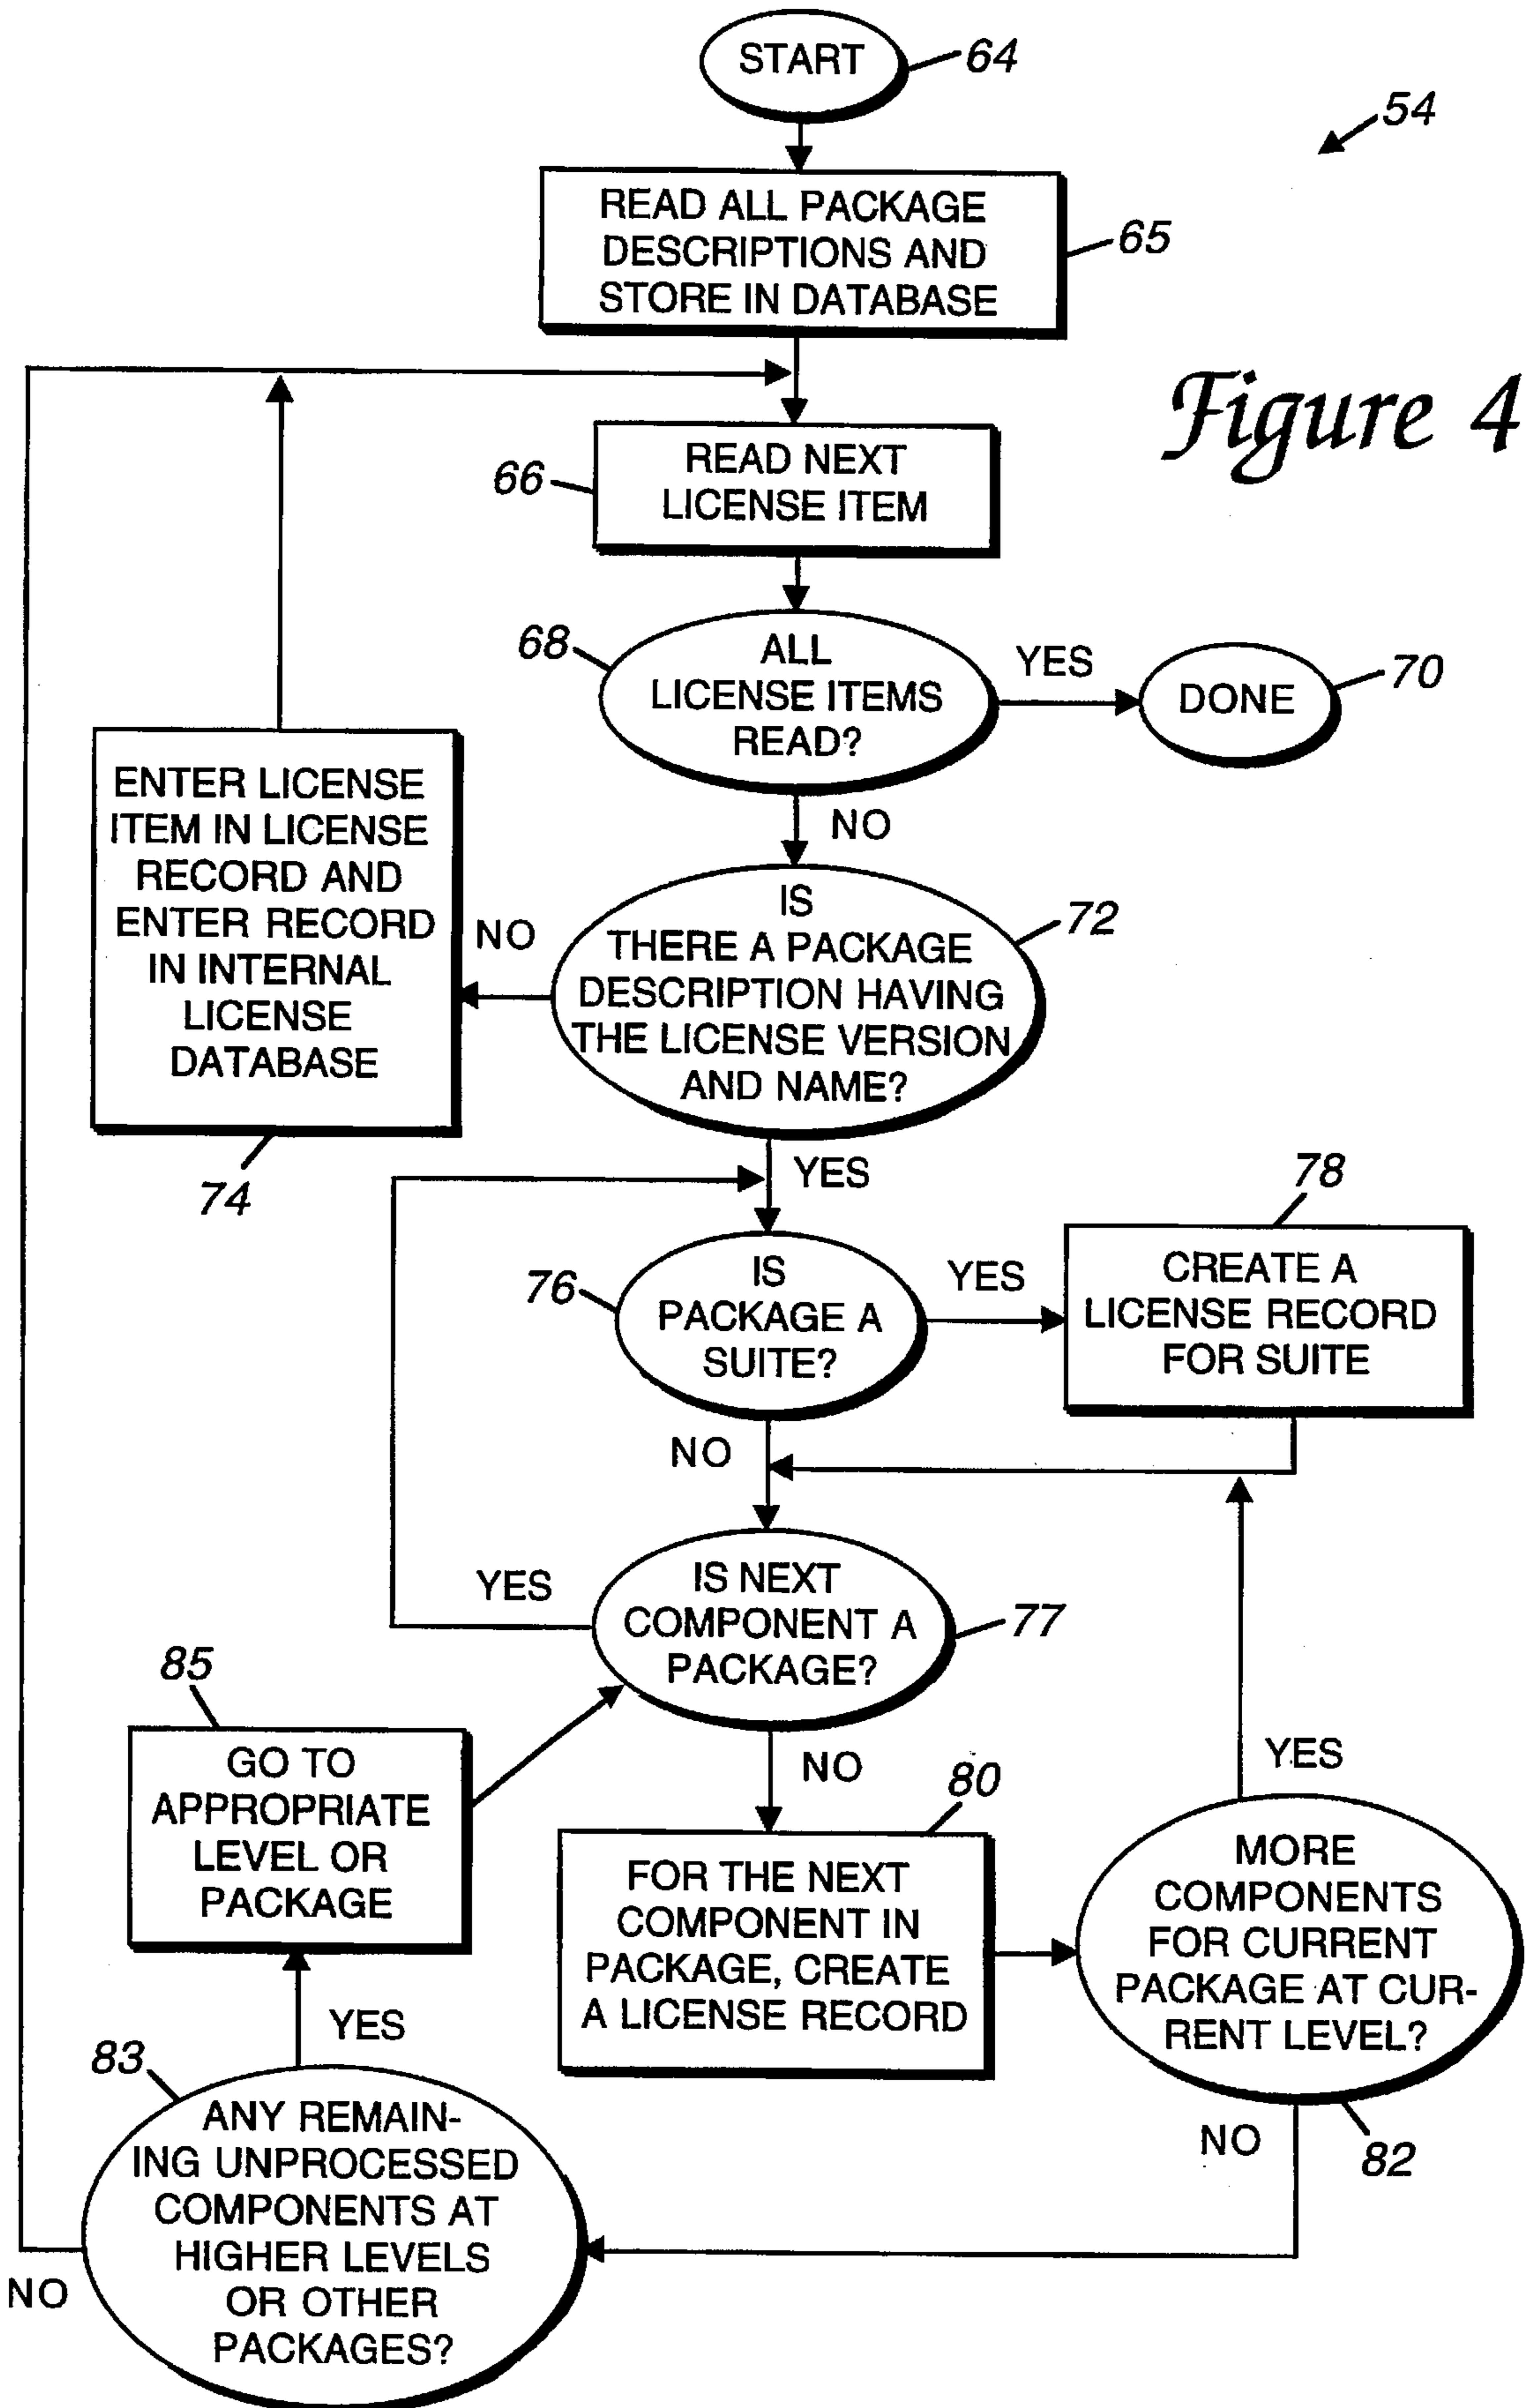 START
64
54
READ ALL PACKAGE
DESCRIPTIONS AND
STORE IN DATABASE
65
Figure 4
READ NEXT
LICENSE ITEM
66
68
ALL
LICENSE ITEMS
READ?
YES
DONE
70
NO
ENTER LICENSE
ITEM IN LICENSE
RECORD AND
ENTER RECORD
IN INTERNAL
LICENSE
DATABASE
74
NO
IS
THERE A PACKAGE
DESCRIPTION HAVING
THE LICENSE VERSION
AND NAME?
72
YES
76
IS
PACKAGE A
SUITE?
YES
78
CREATE A
LICENSE RECORD
FOR SUITE
NO
YES
IS NEXT
COMPONENT A
PACKAGE?
77
85
GO TO
APPROPRIATE
LEVEL OR
PACKAGE
NO
80
FOR THE NEXT
COMPONENT IN
PACKAGE, CREATE
A LICENSE RECORD
YES
MORE
COMPONENTS
FOR CURRENT
PACKAGE AT CUR-
RENT LEVEL?
82
NO
YES
83
ANY REMAIN-
ING UNPROCESSED
COMPONENTS AT
HIGHER LEVELS
OR OTHER
PACKAGES?
NO